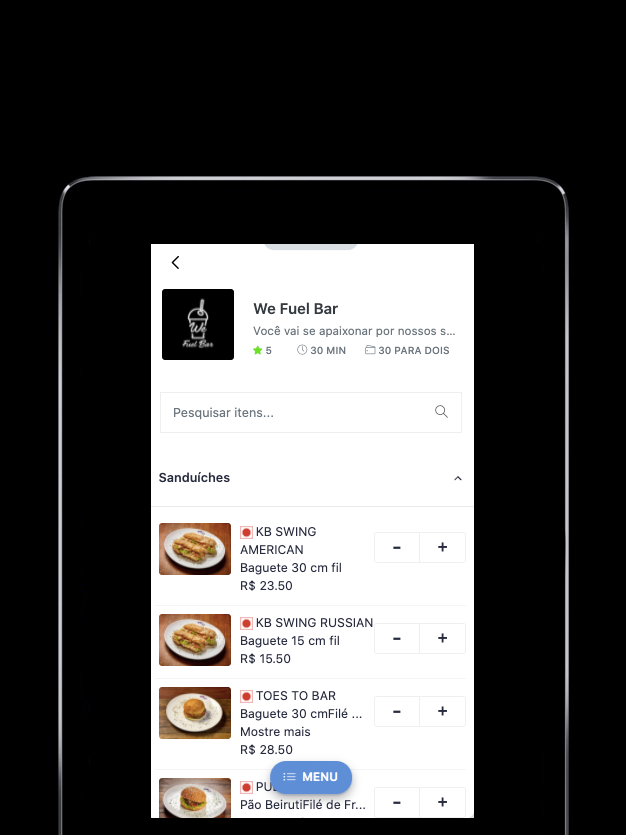 We
Fuel Bar
We Fuel Bar
Você vai se apaixonar por nossos s...
5 30 MIN 30 PARA DOIS
Pesquisar itens...
Sanduíches
KB SWING
AMERICAN
Baguete 30 cm fil
R$ 23.50
- +
KB SWING RUSSIAN
Baguete 15 cm fil
R$ 15.50
- +
TOES TO BAR
Baguete 30 cmFilé ...
Mostre mais
R$ 28.50
- +
MENU
Pão BeirutiFilé de Fr...
- +